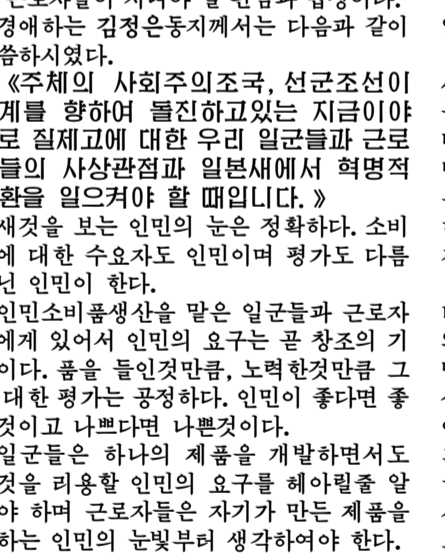 경애하는 김정은동지께서는 다음과 같이
씀하시였다.
《주체의 사회주의조국, 선군조선이
계를 향하여 돌진하고있는 지금이야
로 질제고에 대한 우리 일군들과 근로
들의 사상관점과 일본새에서 혁명적
환을 일으켜야 할 때입니다. 》
새것을 보는 인민의 눈은 정확하다. 소비
에 대한 수요자도 인민이며 평가도 다름
닌 인민이 한다.
인민소비품생산을 맡은 일군들과 근로자
에게 있어서 인민의 요구는 곧 창조의 기
이다. 품을 들인것만큼, 노력한것만큼 그
대한 평가는 공정하다. 인민이 좋다면 좋
것이고 나쁘다면 나쁜것이다.
일군들은 하나의 제품을 개발하면서도
것을 리용할 인민의 요구를 헤아릴줄 알
야 하며 근로자들은 자기가 만든 제품을
하는 인민의 눈빛부터 생각하여야 한다.